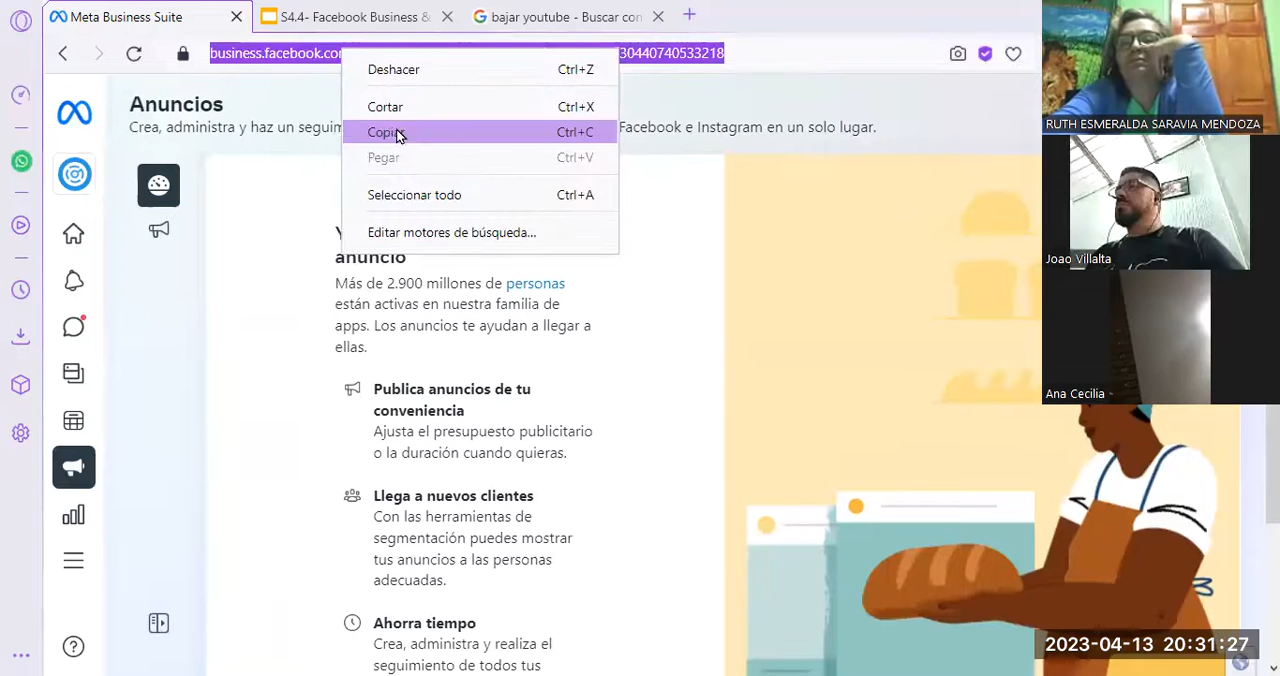 Meta Business Suite
S4.4- Facebook Business &
bajar youtube - Buscar con
business.facebook.co
30440740533218
Deshacer Ctrl+Z
Cortar Ctrl+X
Ctrl+C
Pegar Ctrl+V
Seleccionar todo Ctrl+A
Editar motores de búsqueda...
Anuncios
Crea, administra y haz un
Facebook e Instagram en un solo lugar.
anuncio
Más de 2.900 millones de personas
están activas en nuestra familia de
apps. Los anuncios te ayudan a llegar a
ellas.
Publica anuncios de tu
conveniencia
Ajusta el presupuesto publicitario
o la duración cuando quieras.
Llega a nuevos clientes
Con las herramientas de
segmentación puedes mostrar
tus anuncios a las personas
adecuadas.
Ahorra tiempo
Crea, administra y realiza el
seguimiento de todos tus
RUTH ESMERALDA SARAVIA MENDOZA
Joao Villalta
Ana Cecilia -
2023-04-13 20:31:27